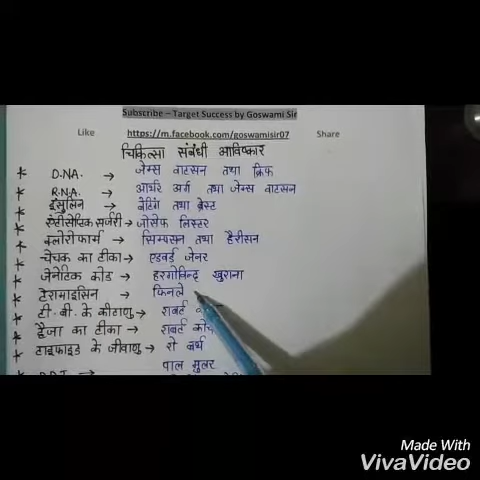 Subscribe – Target Success by Goswami Sir
Like https://m.facebook.com/goswamisir07 Share
चिकित्सा संबंधी आविष्कार
* D.N.A. → जेम्स वाटसन तथा क्रिक
* R.N.A. → आर्थर अर्ग तथा जेम्स वाटसन
* इंसुलिन → बेटिंग तथा बेस्ट
* एंटीसेप्टिक सर्जरी → जोसेफ लिस्टर
* क्लोरोफार्म → सिम्पसन तथा हैरीसन
* चेचक का टीका → एडवर्ड जेनर
* जेनेटिक कोड → हरगोविन्द खुराना
* टेरामाइसिन → फिनले
* टी.बी. के कीटाणु → राबर्ट
* हैजा का टीका → राबर्ट कोच
* टाइफाइड के जीवाणु → रो बर्थ
→ पाल मुलर
Made With
VivaVideo